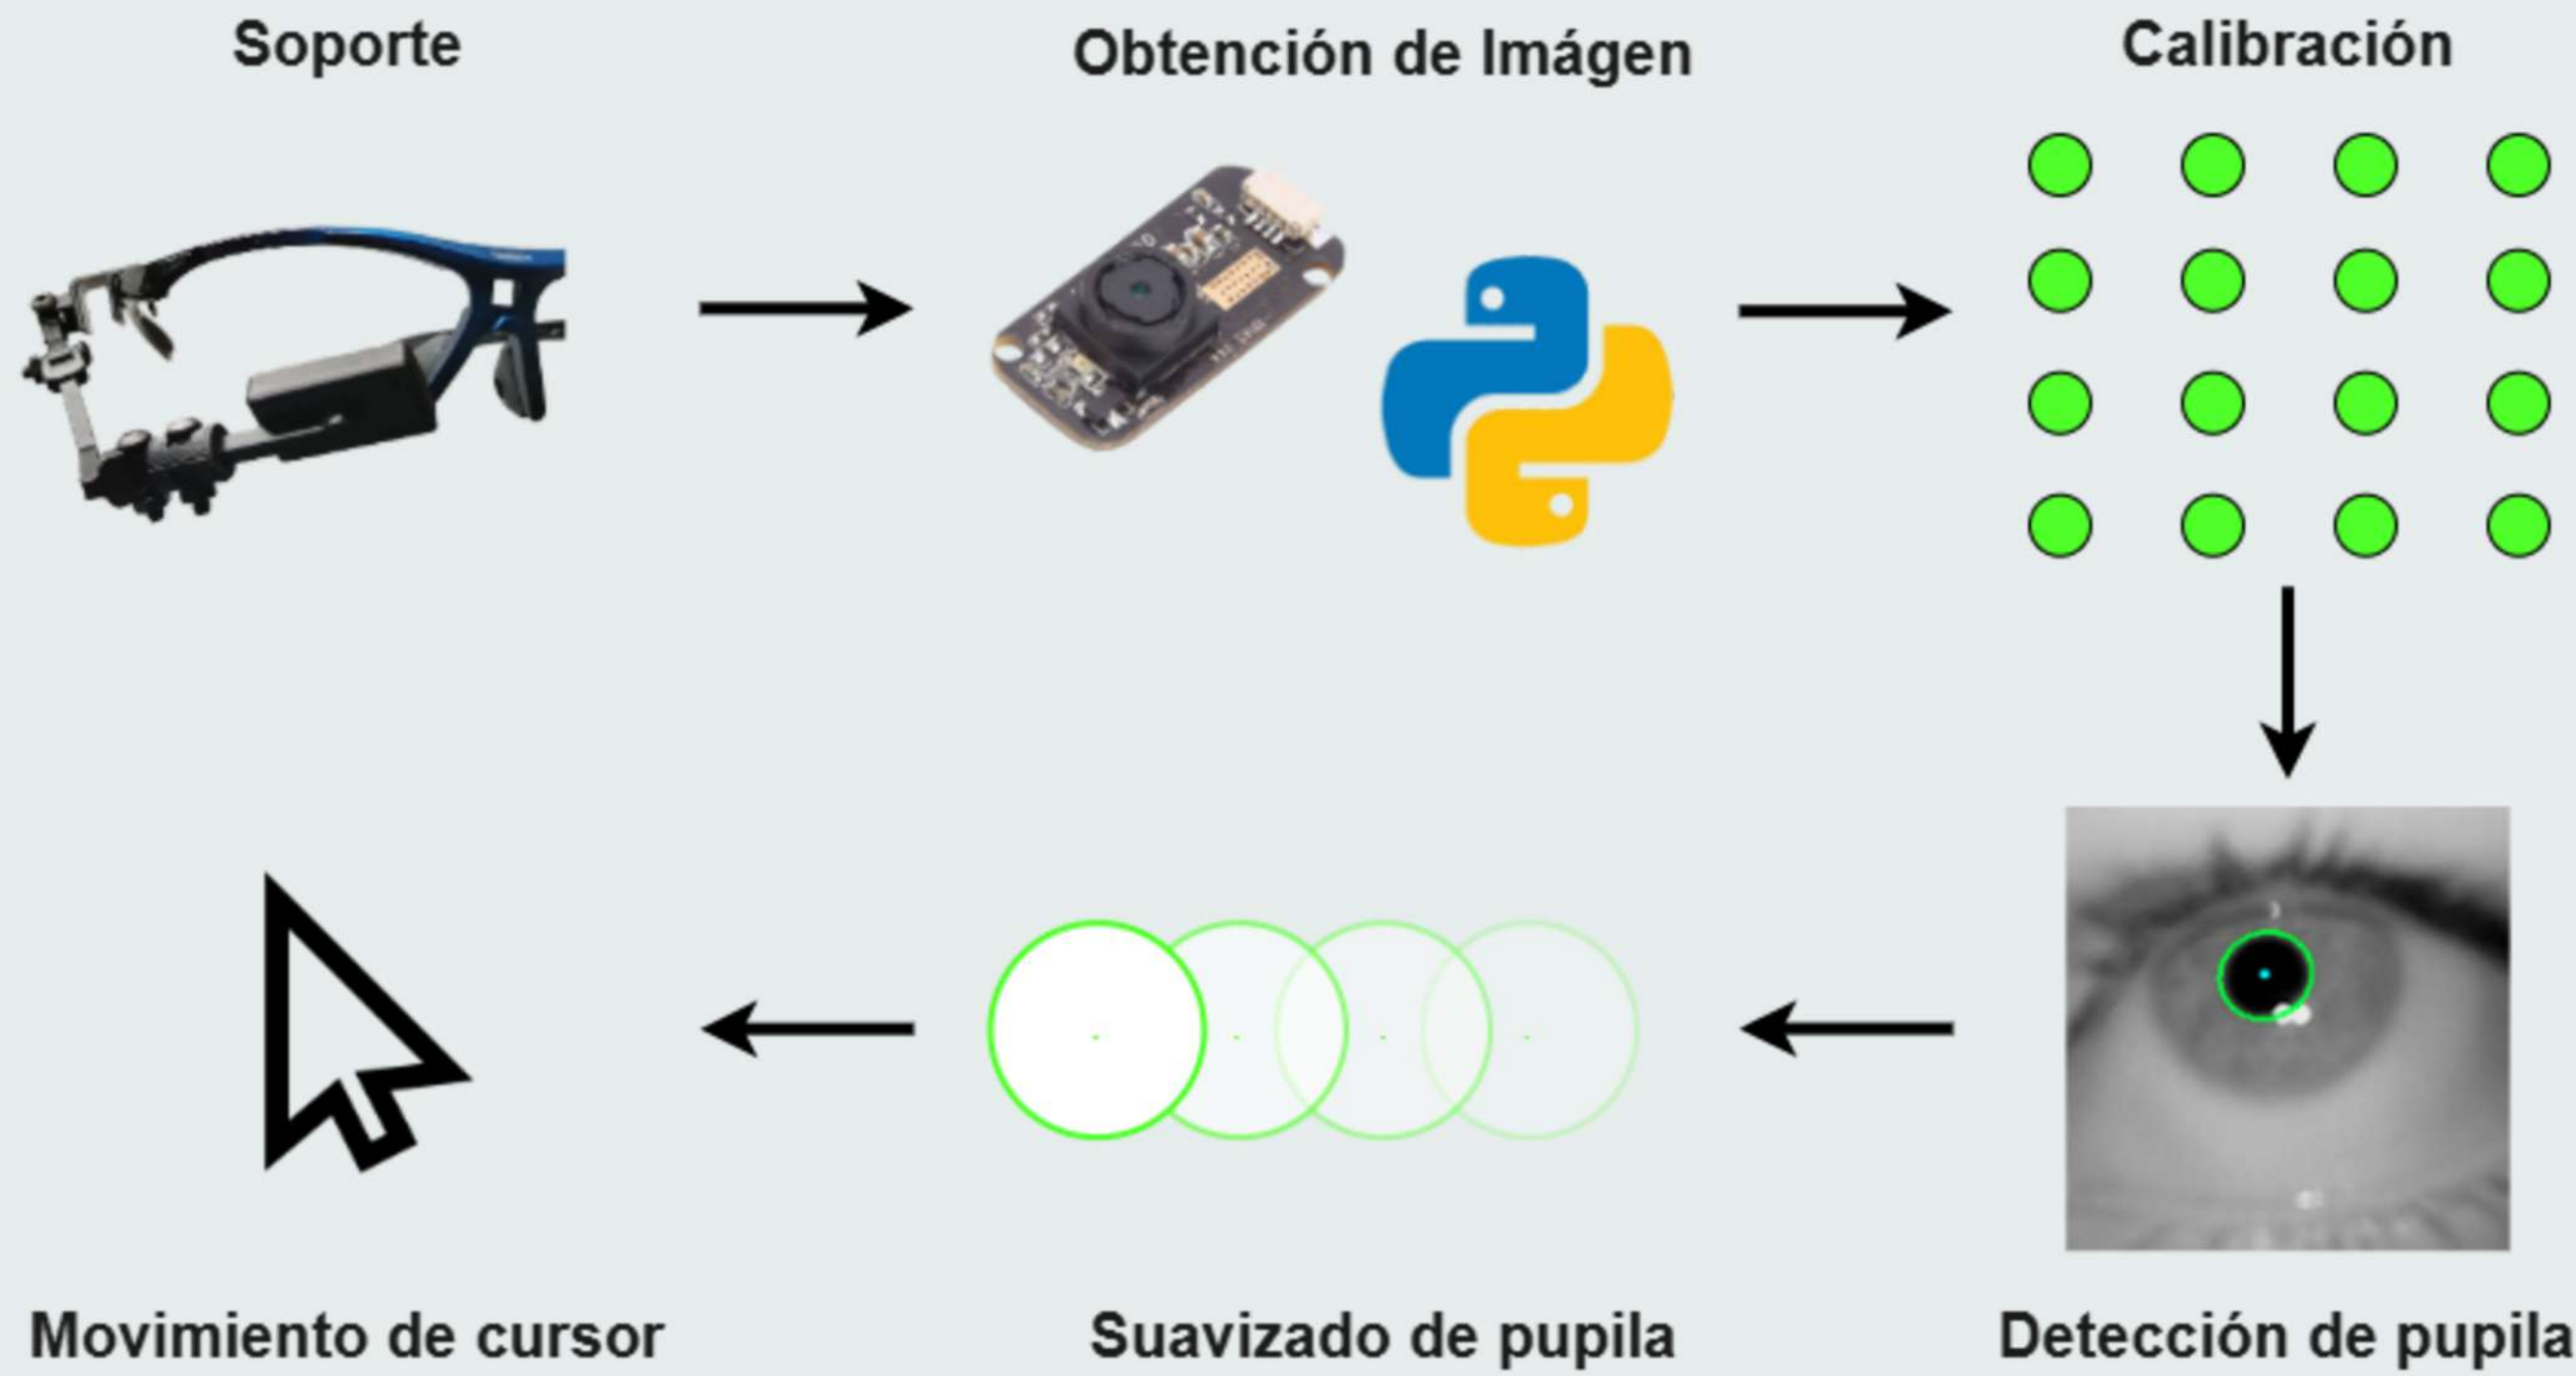 Soporte
Obtención de Imágen
Calibración
Movimiento de cursor
Suavizado de pupila
Detección de pupila